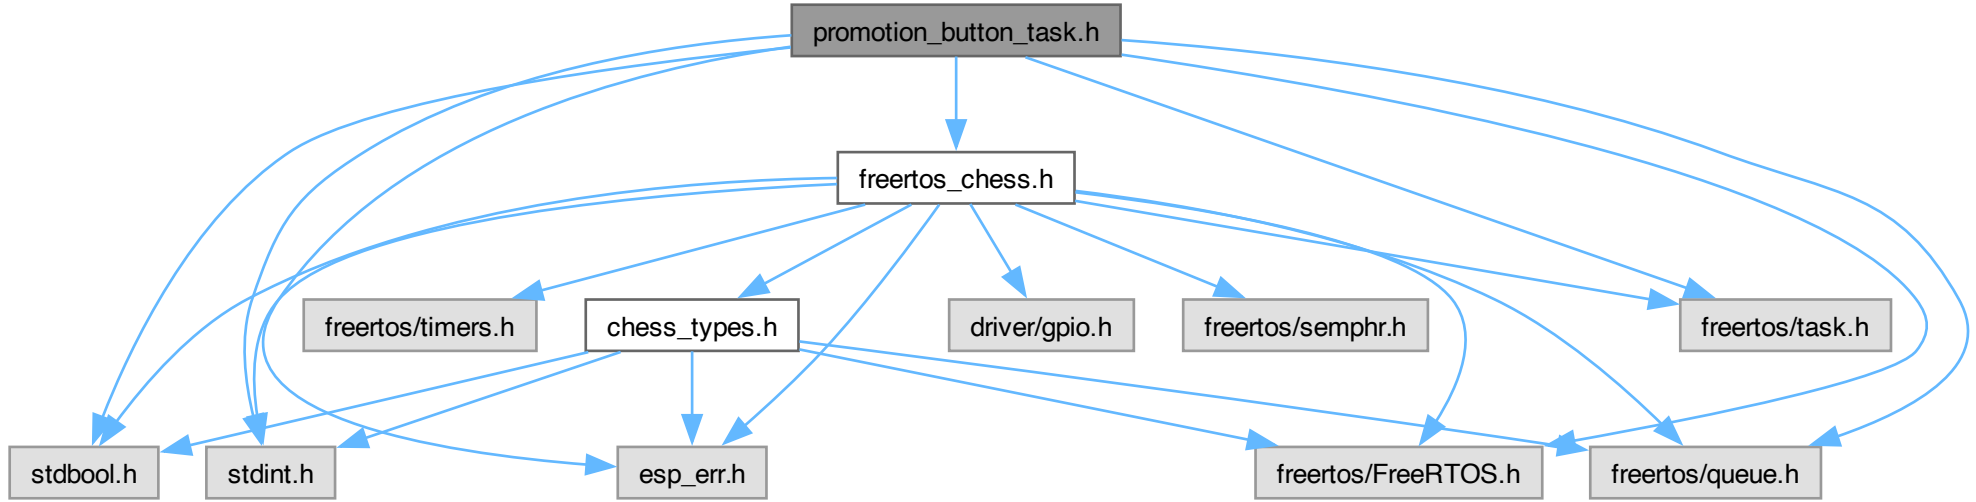 promotion_button_task.h
freertos_chess.h
freertos/timers.h
chess_types.h
driver/gpio.h
freertos/semphr.h
freertos/task.h
stdbool.h
stdint.h
esp_err.h
freertos/FreeRTOS.h
freertos/queue.h